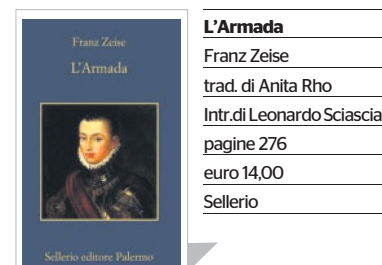 Franz Zeise
L'Armada
Sellerio editore Palermo
L’Armada
Franz Zeise
trad. di Anita Rho
Intr.di Leonardo Sciascia
pagine 276
euro 14,00
Sellerio